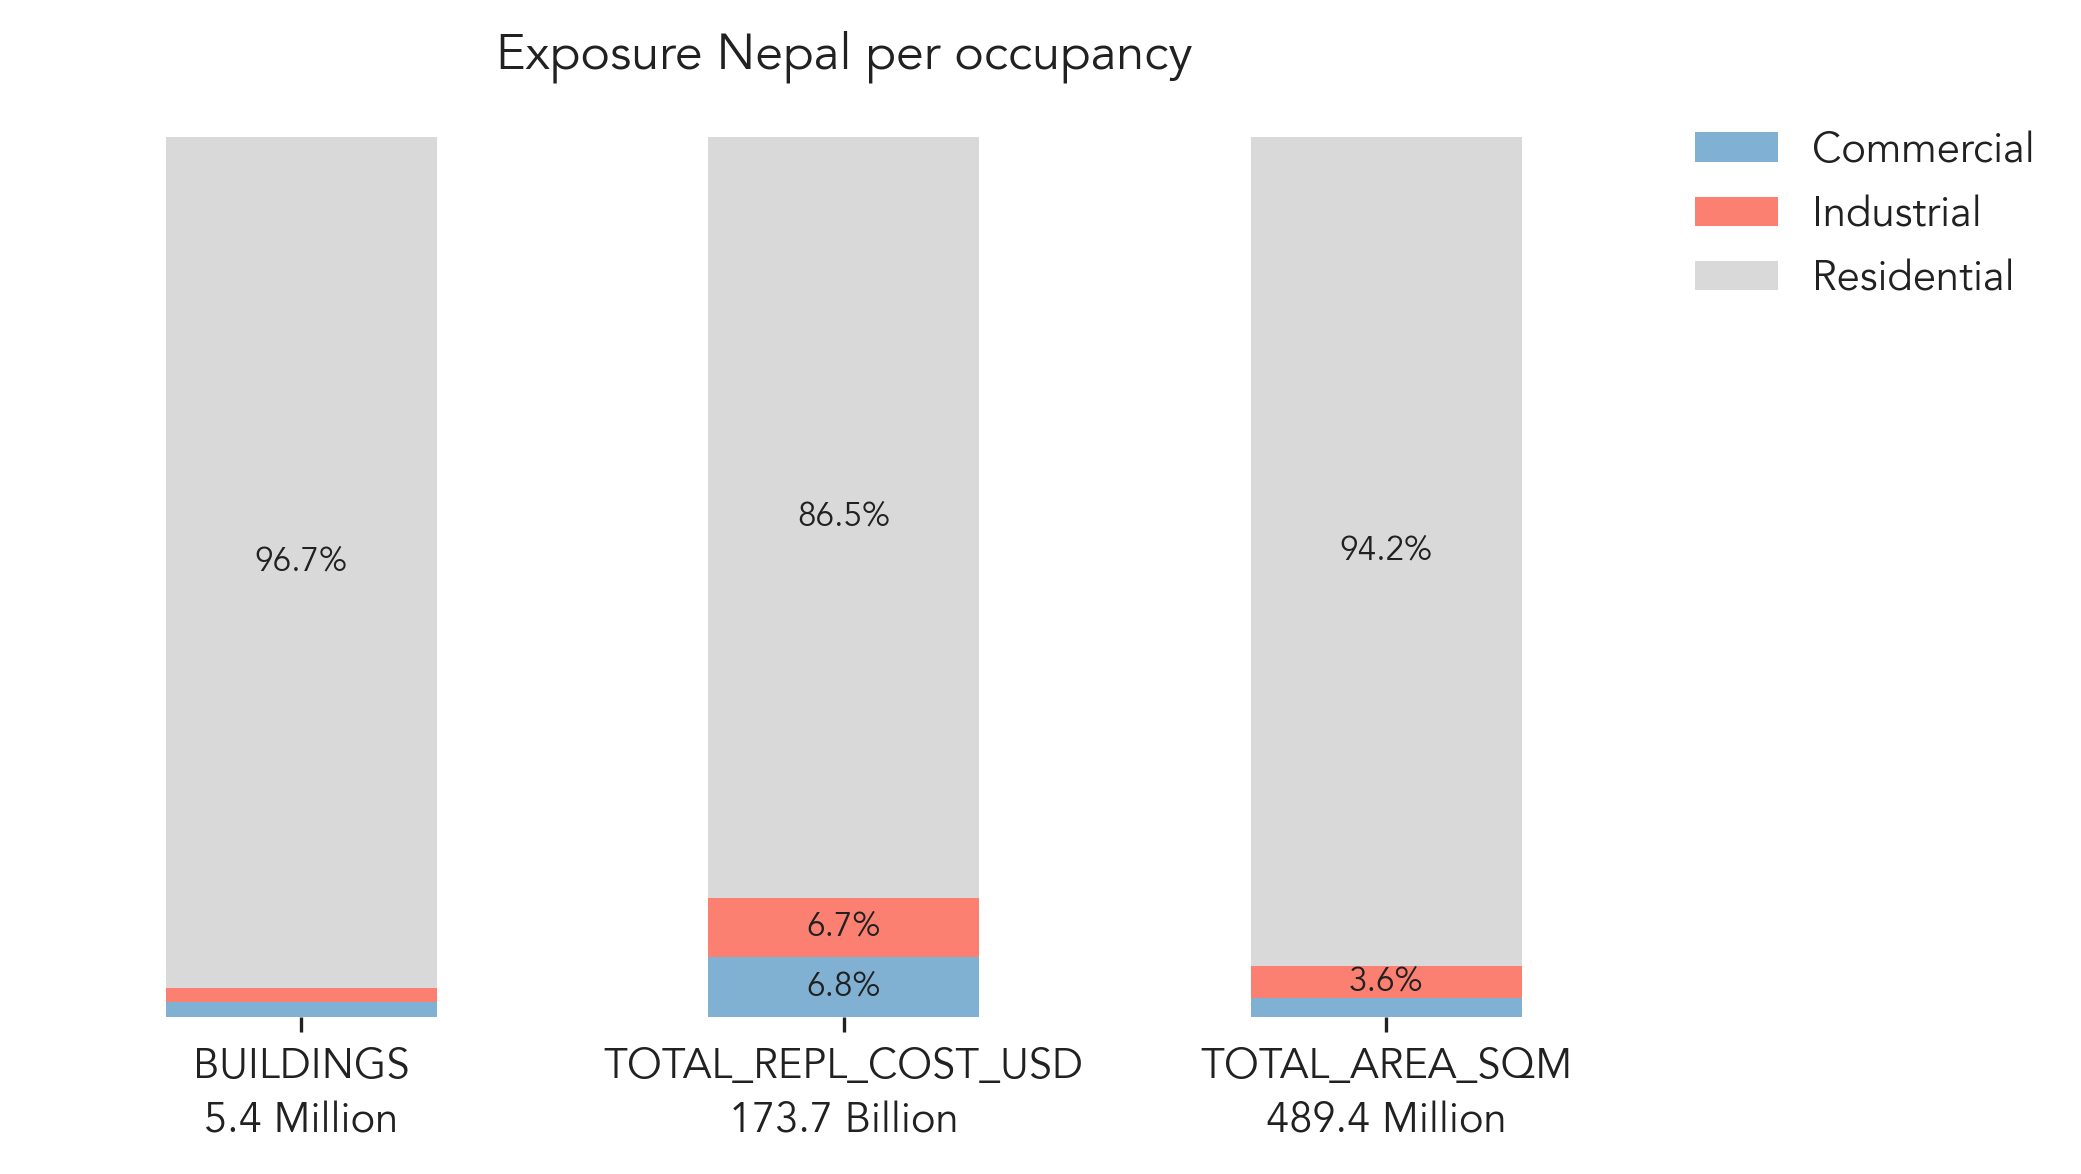 Exposure Nepal per occupancy
Commercial
Industrial
Residential
96.7%
86.5%
94.2%
6.7%
6.8%
3.6%
BUILDINGS
5.4 Million
TOTAL_REPL_COST_USD
173.7 Billion
TOTAL_AREA_SQM
489.4 Million